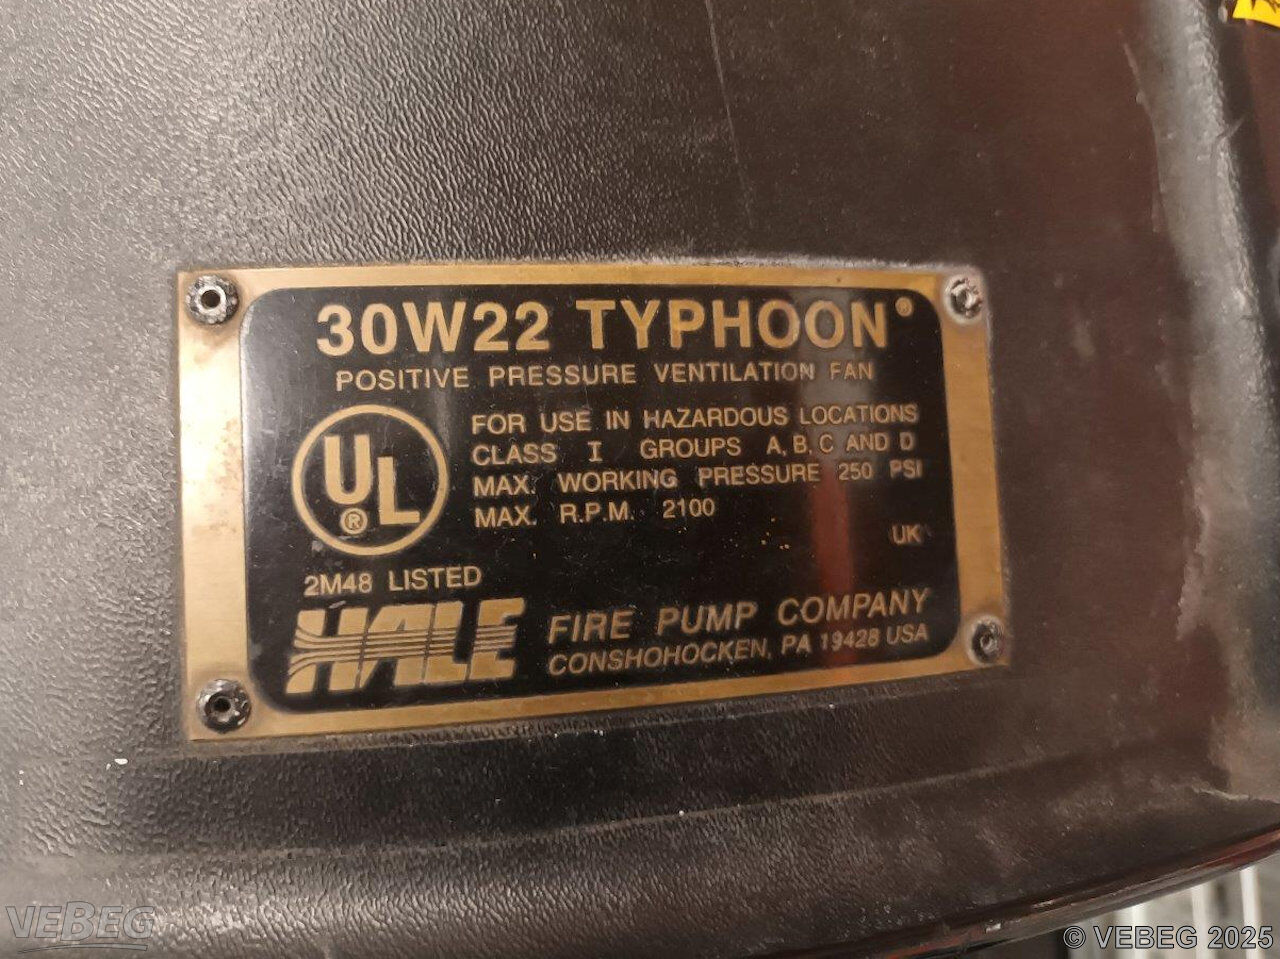 30W22 TYPHOON®
POSITIVE PRESSURE VENTILATION FAN
FOR USE IN HAZARDOUS LOCATIONS
CLASS I GROUPS A, B, C AND D
MAX. WORKING PRESSURE 250 PSI
MAX. R.P.M. 2100
UK
UL®
2M48 LISTED
HALE FIRE PUMP COMPANY
CONSHOHOCKEN, PA 19428 USA
VEBEG
© VEBEG 2025